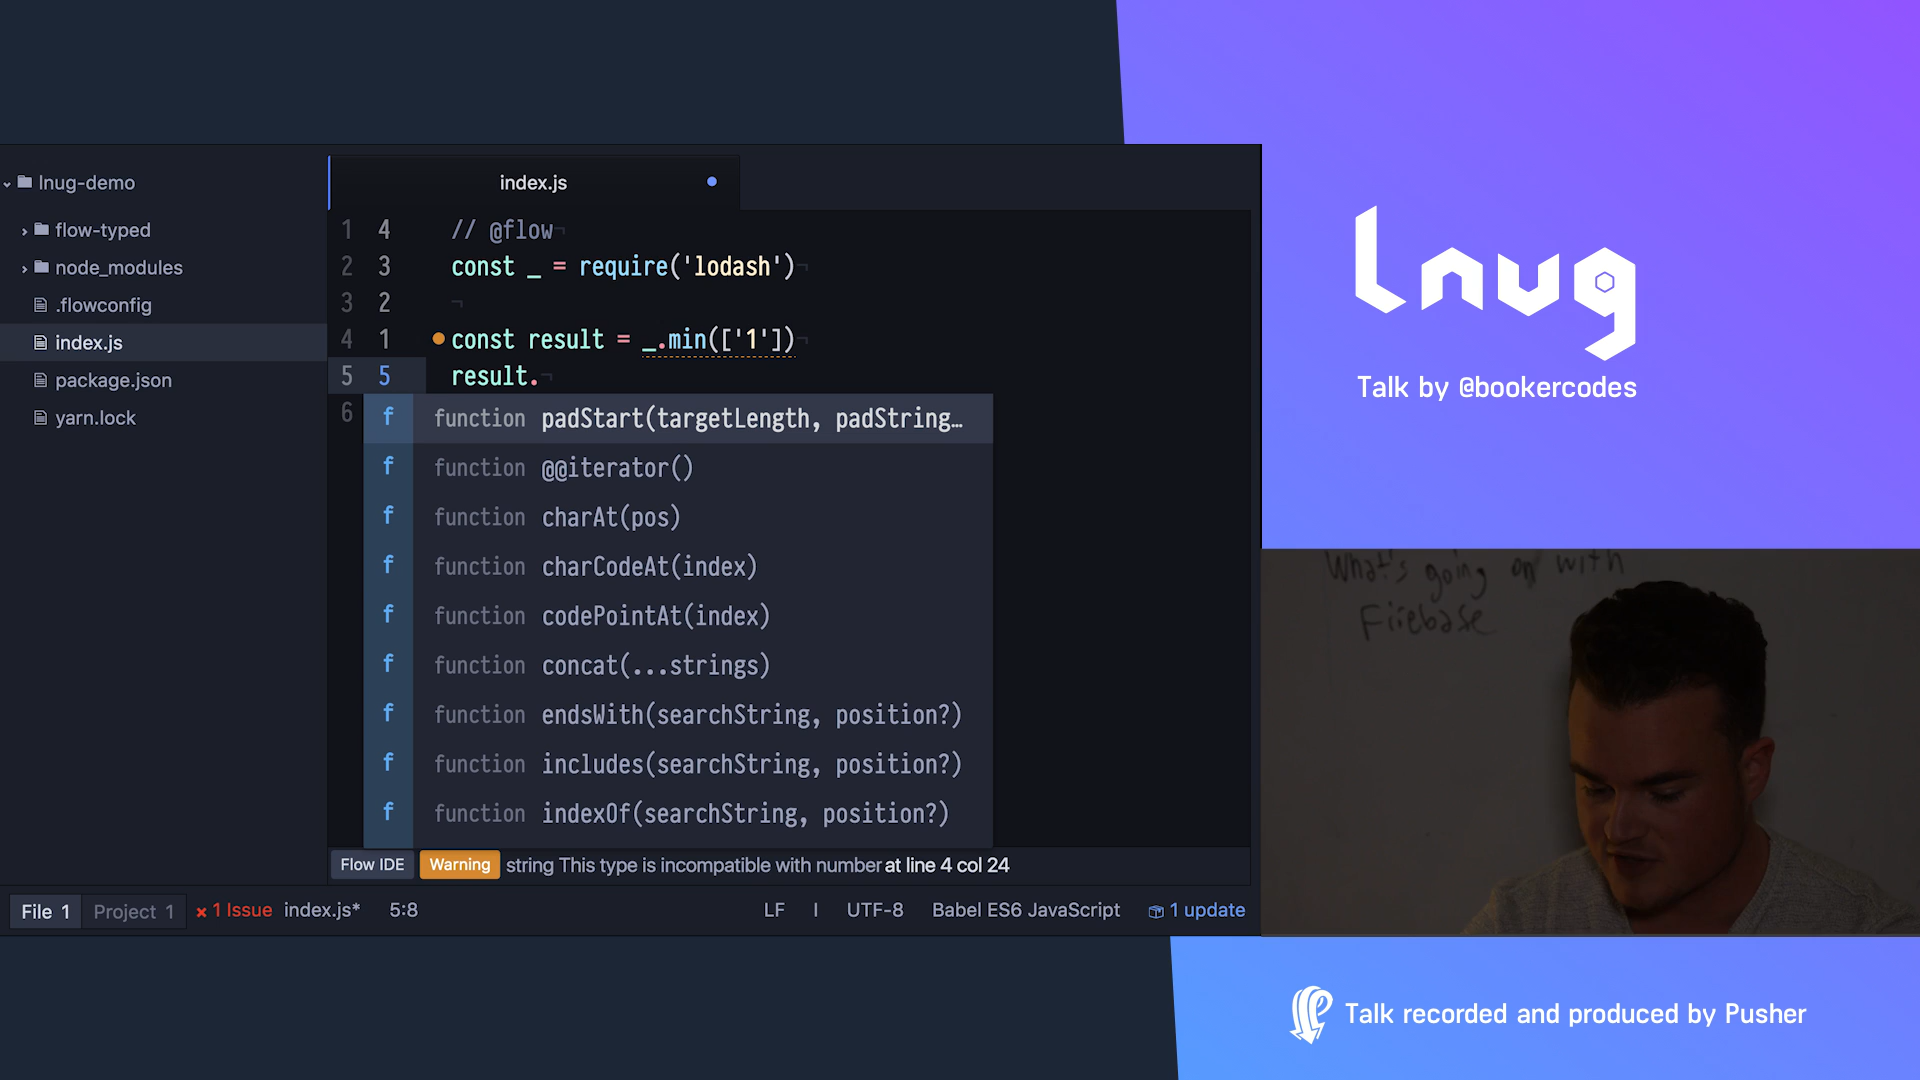 lnug-demo
flow-typed
node_modules
.flowconfig
index.js
package.json
yarn.lock
index.js
1 4 // @flow¬
2 3 const _ = require('lodash')¬
3 2 ¬
4 1 const result = _.min(['1'])¬
5 5 result.¬
6
f function padStart(targetLength, padString…
f function @@iterator()
f function charAt(pos)
f function charCodeAt(index)
f function codePointAt(index)
f function concat(...strings)
f function endsWith(searchString, position?)
f function includes(searchString, position?)
f function indexOf(searchString, position?)
Flow IDE Warning string This type is incompatible with number at line 4 col 24
File 1 Project 1 × 1 Issue index.js* 5:8 LF I UTF-8 Babel ES6 JavaScript 1 update
lnug
Talk by @bookercodes
What's going on with
Firebase
Talk recorded and produced by Pusher